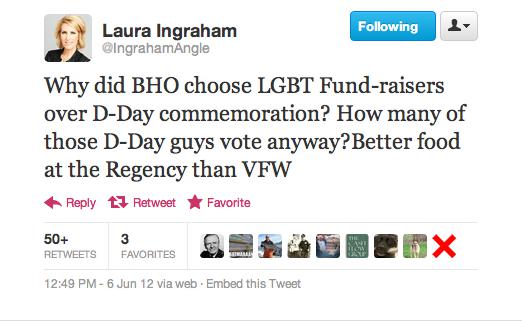 Laura Ingraham
@IngrahamAngle
Following
Why did BHO choose LGBT Fund-raisers
over D-Day commemoration? How many of
those D-Day guys vote anyway?Better food
at the Regency than VFW
Reply Retweet Favorite
50+
RETWEETS
3
FAVORITES
12:49 PM - 6 Jun 12 via web · Embed this Tweet